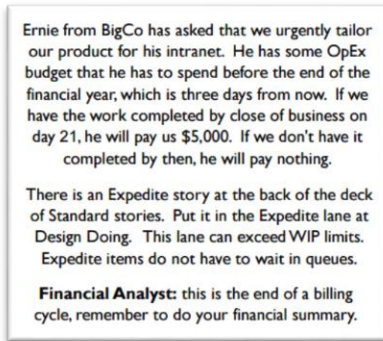 Ernie from BigCo has asked that we urgently tailor
our product for his intranet. He has some OpEx
budget that he has to spend before the end of the
financial year, which is three days from now. If we
have the work completed by close of business on
day 21, he will pay us $5,000. If we don't have it
completed by then, he will pay nothing.
There is an Expedite story at the back of the deck
of Standard stories. Put it in the Expedite lane at
Design Doing. This lane can exceed WIP limits.
Expedite items do not have to wait in queues.
Financial Analyst: this is the end of a billing
cycle, remember to do your financial summary.